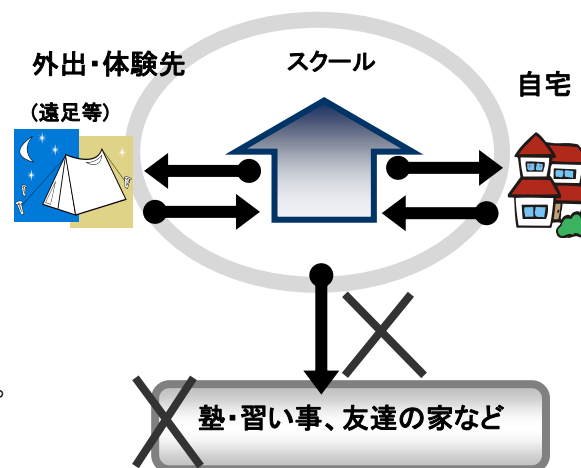 外出・体験先
(遠足等)
スクール
自宅
。
塾・習い事、友達の家など